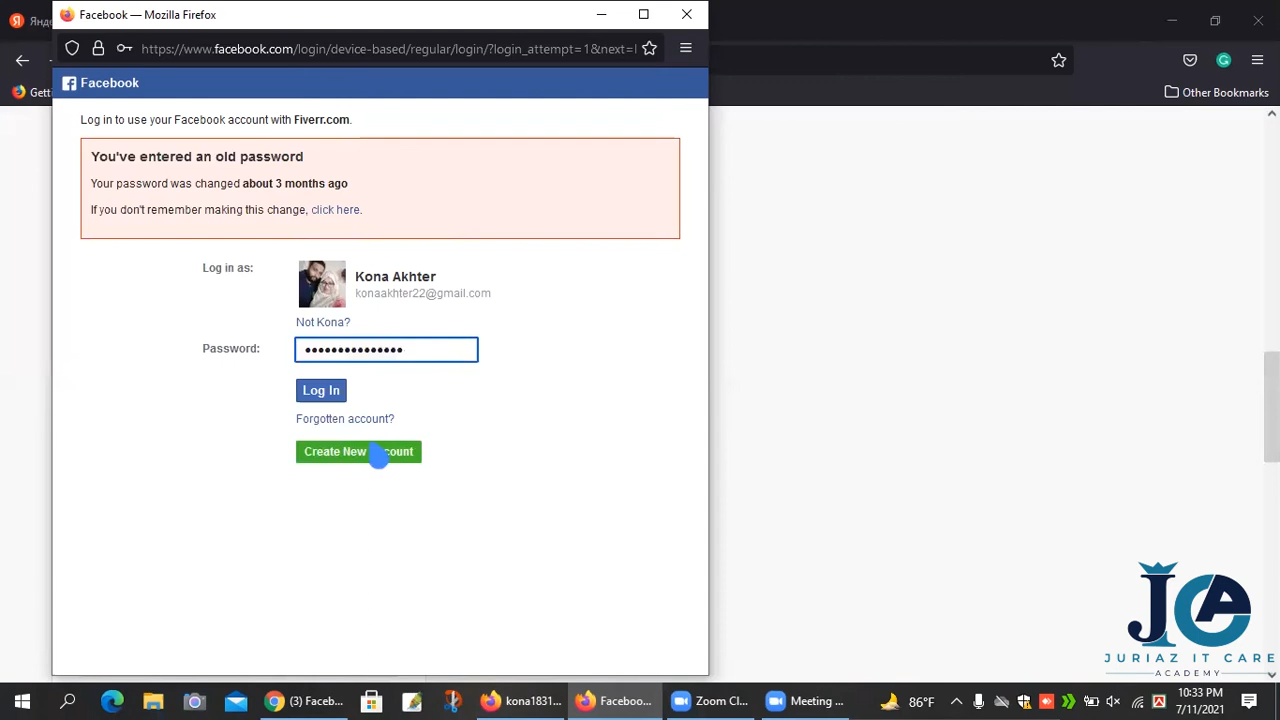 Facebook — Mozilla Firefox
https://www.facebook.com/login/device-based/regular/login/?login_attempt=1&next=
Other Bookmarks
Facebook
Log in to use your Facebook account with Fiverr.com.
You've entered an old password
Your password was changed about 3 months ago
If you don't remember making this change, click here.
Log in as:
Kona Akhter
konaakhter22@gmail.com
Not Kona?
Password:
Log In
Forgotten account?
Create New
JURIAZ IT CARE
ACADEMY
(3) Faceb...
kona1831...
Faceboo...
Zoom Cl...
Meeting ...
86°F
10:33 PM
7/11/2021